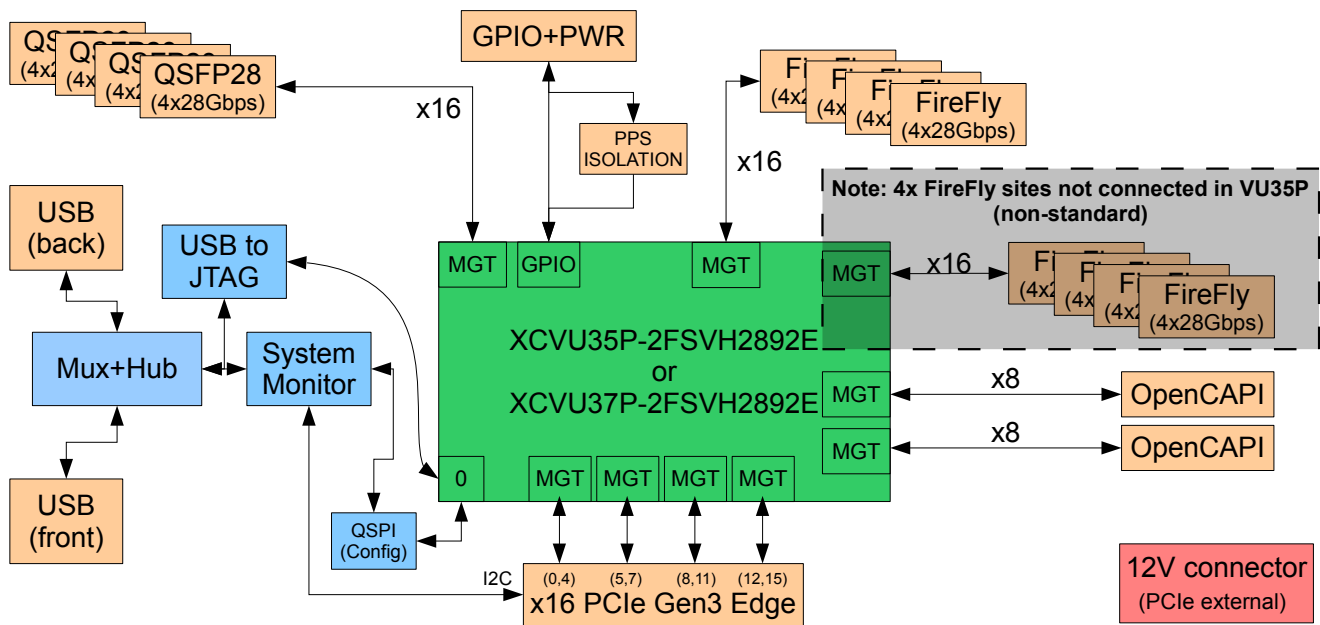 QSFP28
(4x28Gbps)
x16
GPIO+PWR
PPS
ISOLATION
x16
FireFly
(4x28Gbps)
Note: 4x FireFly sites not connected in VU35P
(non-standard)
MGT
x16
FireFly
(4x28Gbps)
USB
(back)
USB to
JTAG
Mux+Hub
System
Monitor
USB
(front)
QSPI
(Config)
MGT
GPIO
MGT
XCVU35P-2FSVH2892E
or
XCVU37P-2FSVH2892E
MGT
x8
OpenCAPI
MGT
x8
OpenCAPI
0
MGT
MGT
MGT
MGT
I2C
(0,4)
(5,7)
(8,11)
(12,15)
x16 PCIe Gen3 Edge
12V connector
(PCIe external)